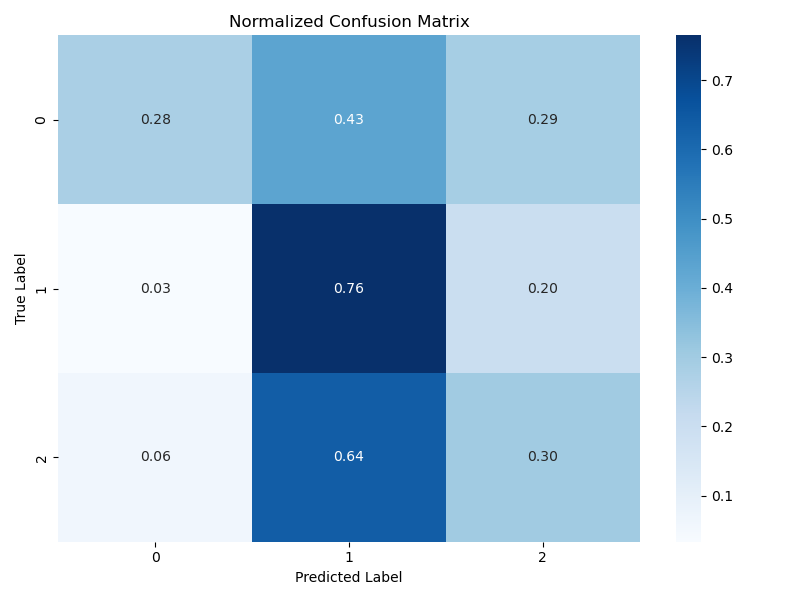 Normalized Confusion Matrix
0.28 0.43 0.29
0.03 0.76 0.20
0.06 0.64 0.30
0
1
2
True Label
0 1 2
Predicted Label
0.7
0.6
0.5
0.4
0.3
0.2
0.1